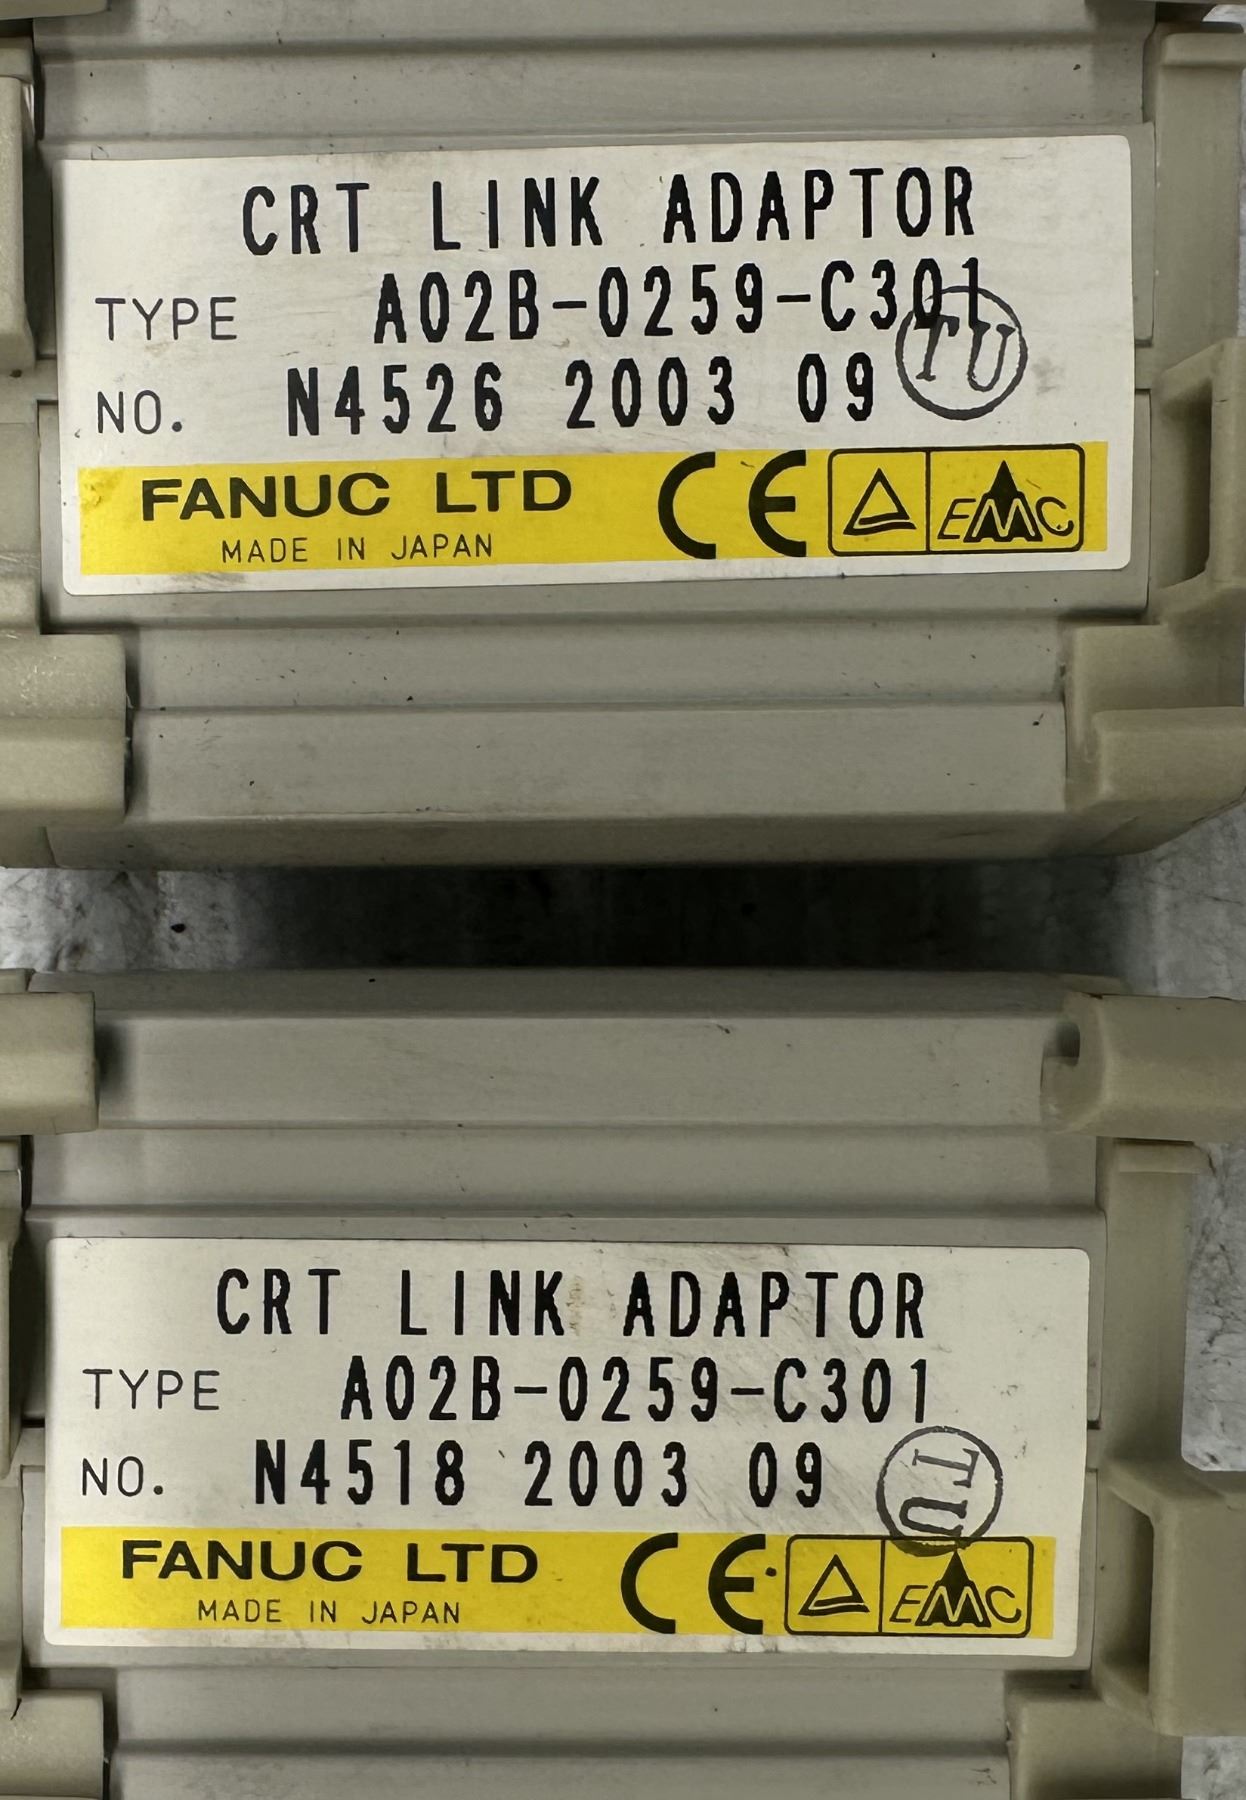 CRT LINK ADAPTOR
TYPE A02B-0259-C301
TU
NO. N4526 2003 09
FANUC LTD CE EMC
MADE IN JAPAN
CRT LINK ADAPTOR
TYPE A02B-0259-C301
NO. N4518 2003 09
TU
FANUC LTD CE EMC
MADE IN JAPAN